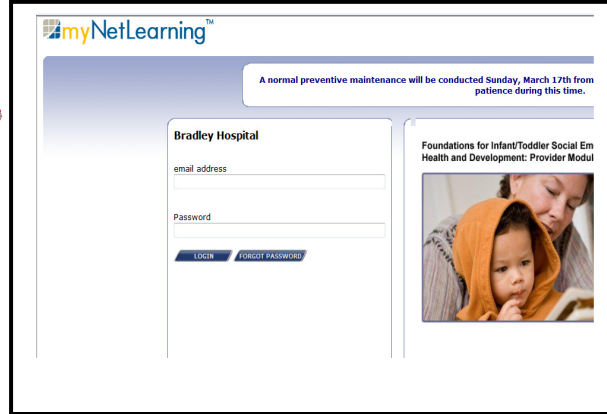 myNetLearning™
A normal preventive maintenance will be conducted Sunday, March 17th from
patience during this time.
Bradley Hospital
email address
Password
LOGIN
FORGOT PASSWORD
Foundations for Infant/Toddler Social Em
Health and Development: Provider Modul